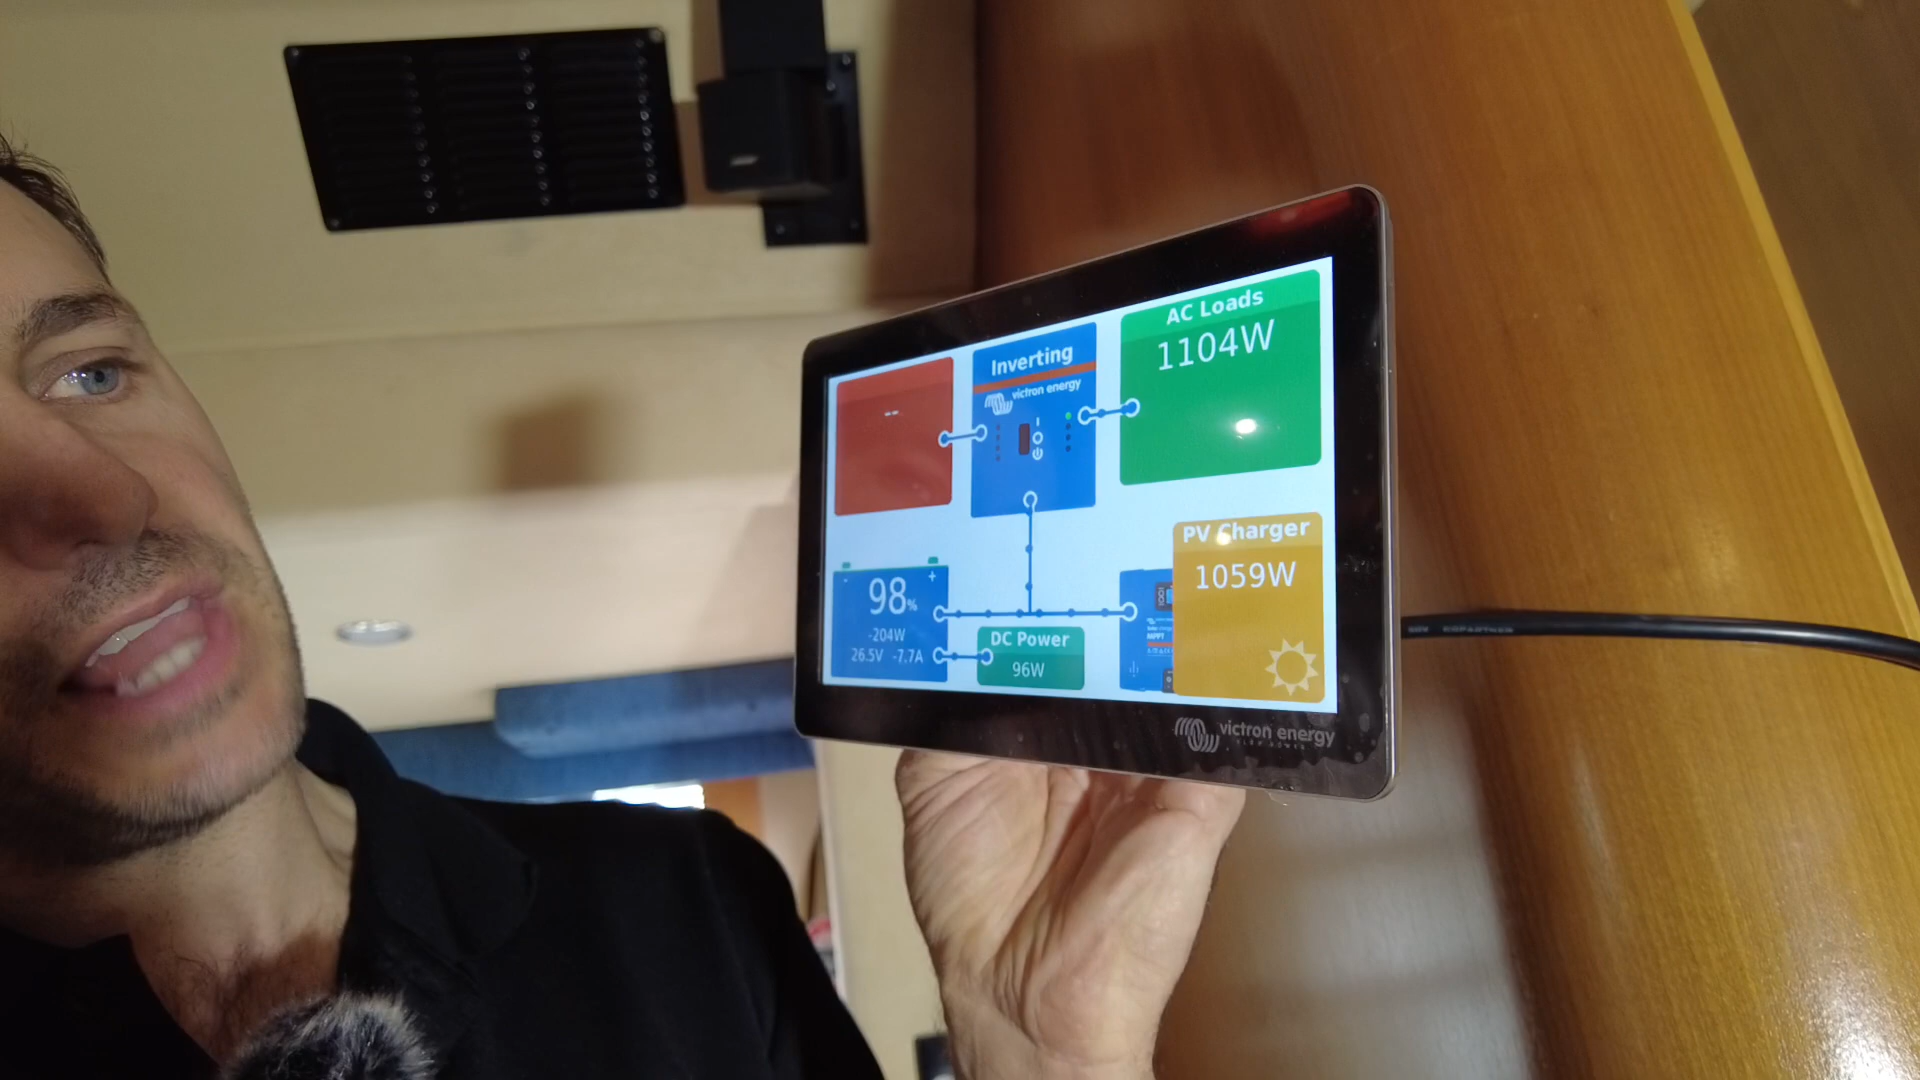 --
Inverting
victron energy
AC Loads
1104W
- +
98%
-204W
26.5V -7.7A
DC Power
96W
MPPT
PV Charger
1059W
victron energy